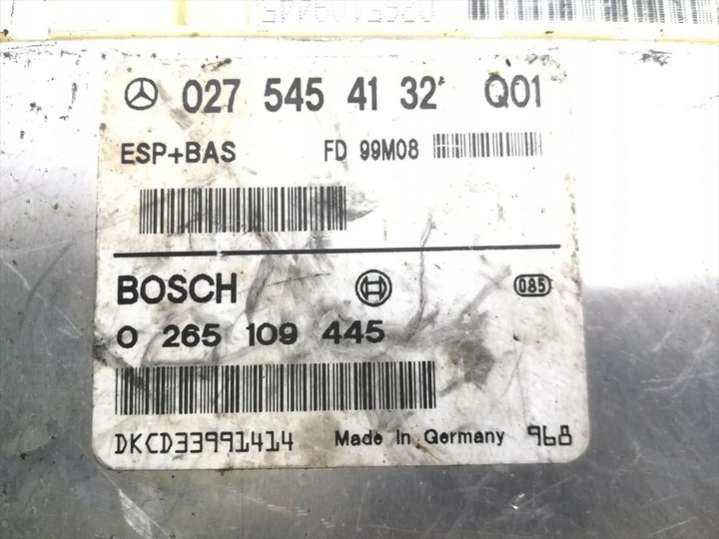 0265109445
027 545 41 32 Q01
ESP+BAS FD 99M08
BOSCH 085
0 265 109 445
DKCD33991414 Made in Germany 968